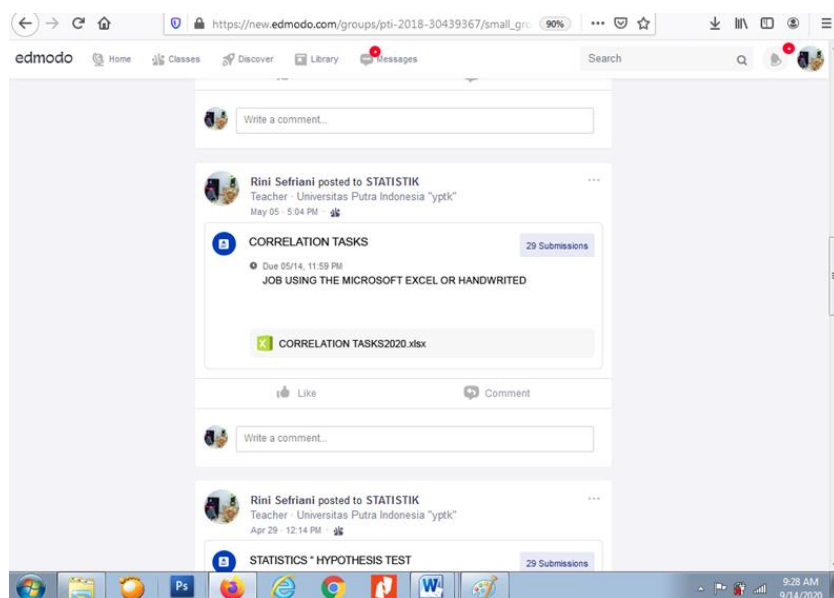 https://new.edmodo.com/groups/pti-2018-30439367/small_gro 90%
edmodo Home Classes Discover Library Messages Search
Write a comment...
Rini Sefriani posted to STATISTIK
Teacher · Universitas Putra Indonesia "yptk"
May 05 · 5:04 PM ·
CORRELATION TASKS 29 Submissions
Due 05/14, 11:59 PM
JOB USING THE MICROSOFT EXCEL OR HANDWRITED
CORRELATION TASKS2020.xlsx
Like Comment
Write a comment...
Rini Sefriani posted to STATISTIK
Teacher · Universitas Putra Indonesia "yptk"
Apr 29 · 12:14 PM ·
STATISTICS " HYPOTHESIS TEST 29 Submissions
Ps W
9:28 AM
9/14/2020